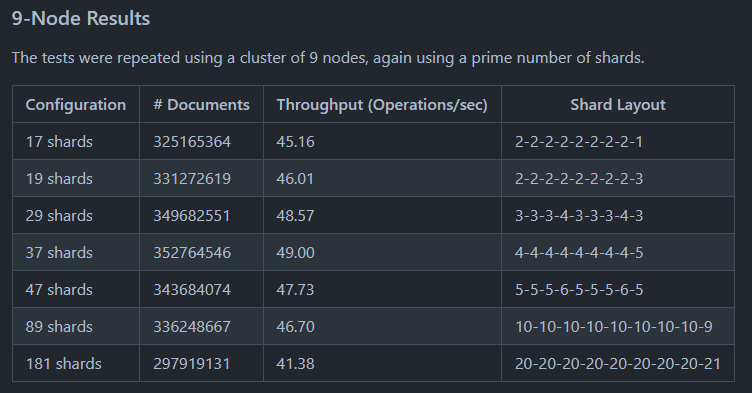 9-Node Results
The tests were repeated using a cluster of 9 nodes, again using a prime number of shards.
Configuration # Documents Throughput (Operations/sec) Shard Layout
17 shards 325165364 45.16 2-2-2-2-2-2-2-2-1
19 shards 331272619 46.01 2-2-2-2-2-2-2-2-3
29 shards 349682551 48.57 3-3-3-4-3-3-3-4-3
37 shards 352764546 49.00 4-4-4-4-4-4-4-4-5
47 shards 343684074 47.73 5-5-5-6-5-5-5-6-5
89 shards 336248667 46.70 10-10-10-10-10-10-10-10-9
181 shards 297919131 41.38 20-20-20-20-20-20-20-20-21